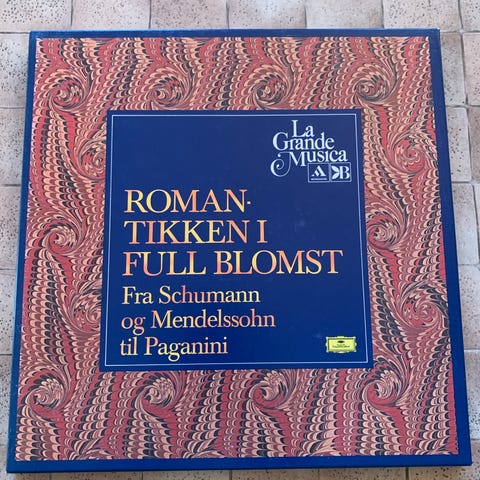 La
Grande
Musica
ROMAN-
TIKKEN I
FULL BLOMST
Fra Schumann
og Mendelssohn
til Paganini